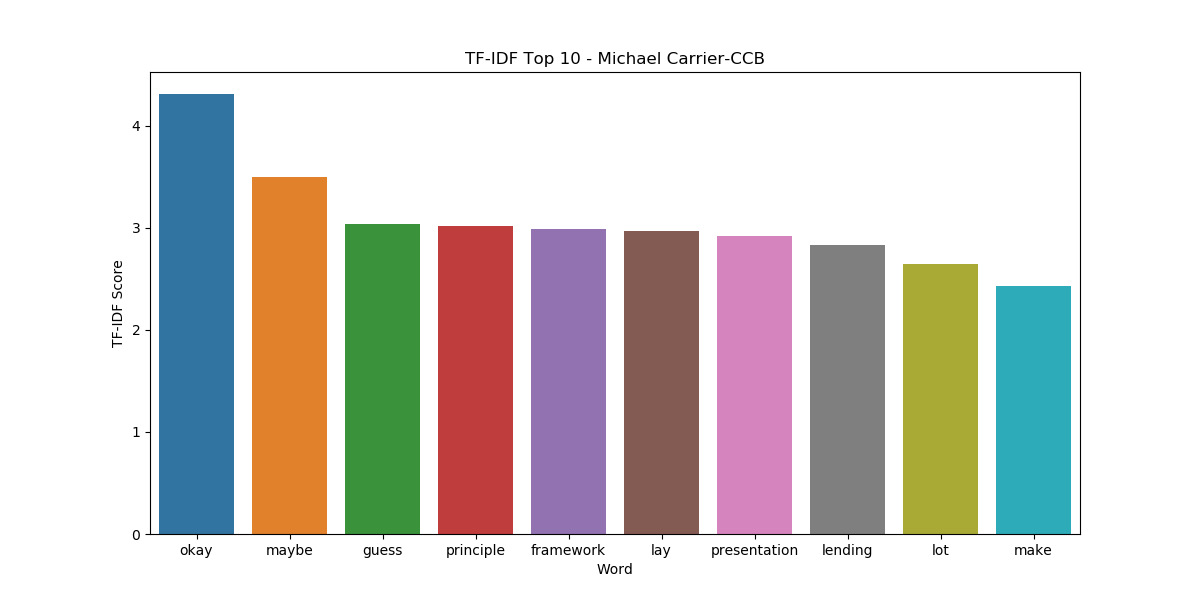 TF-IDF Top 10 - Michael Carrier-CCB
TF-IDF Score
4
3
2
1
0
okay maybe guess principle framework lay presentation lending lot make
Word